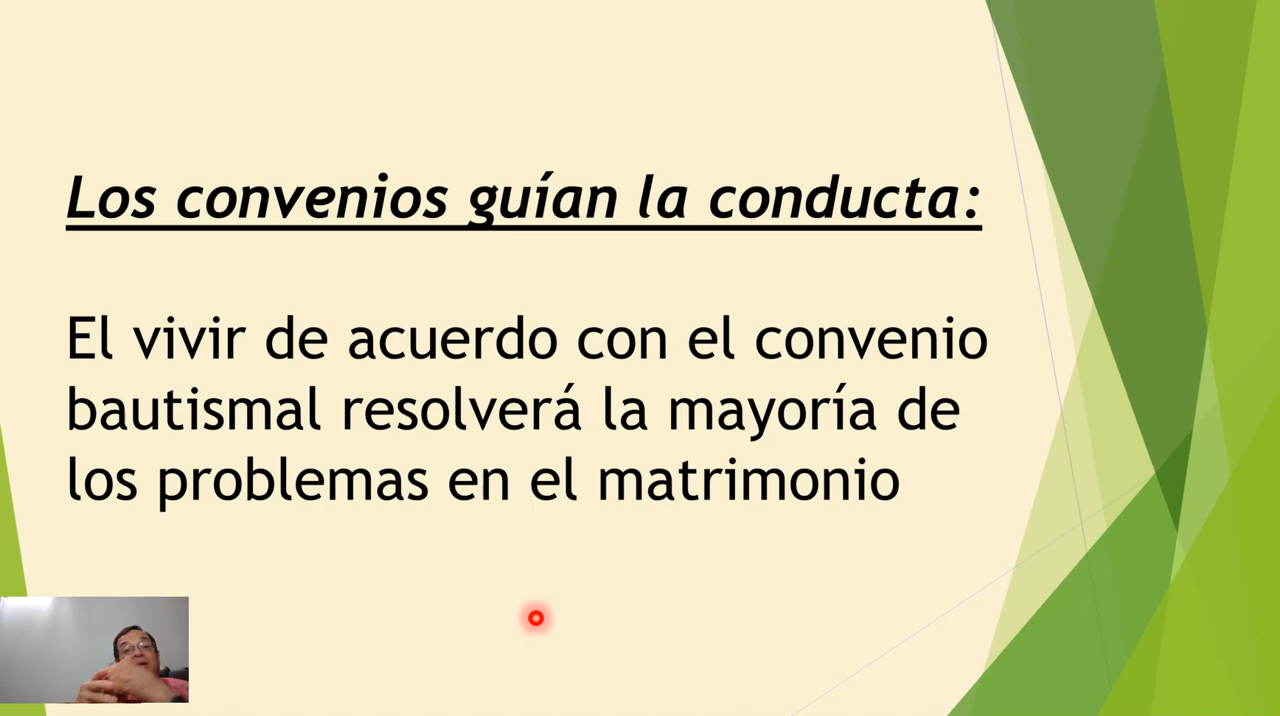 Los convenios guían la conducta:
El vivir de acuerdo con el convenio
bautismal resolverá la mayoría de
los problemas en el matrimonio